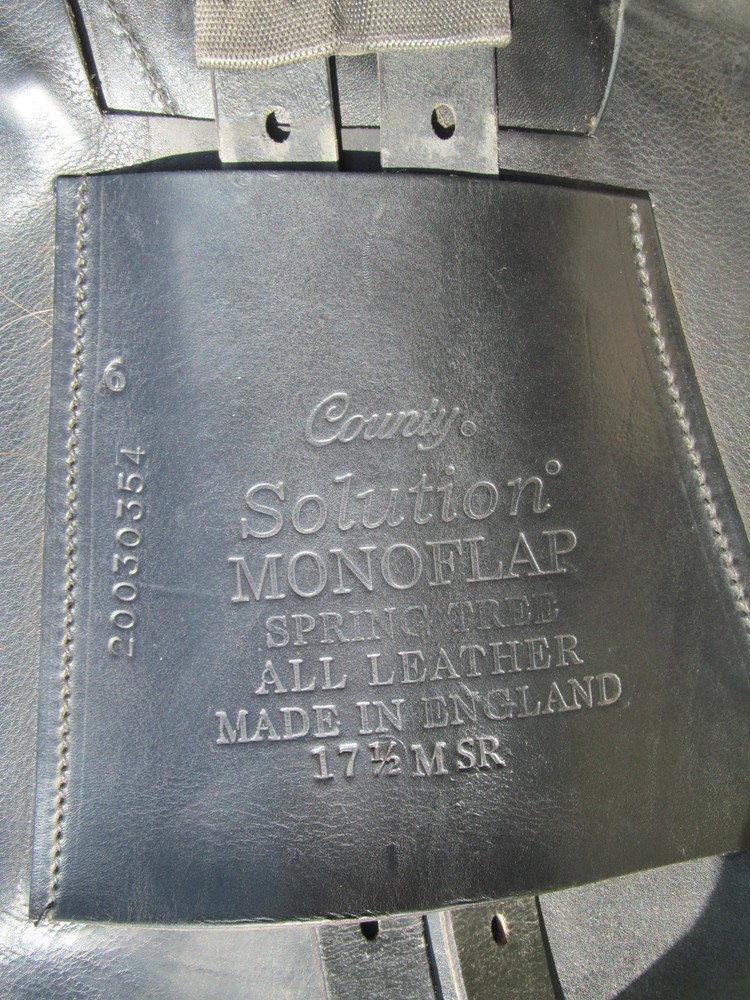 6
20030354
County®
Solution®
MONOFLAP
SPRING TREE
ALL LEATHER
MADE IN ENGLAND
17 ½ M SR